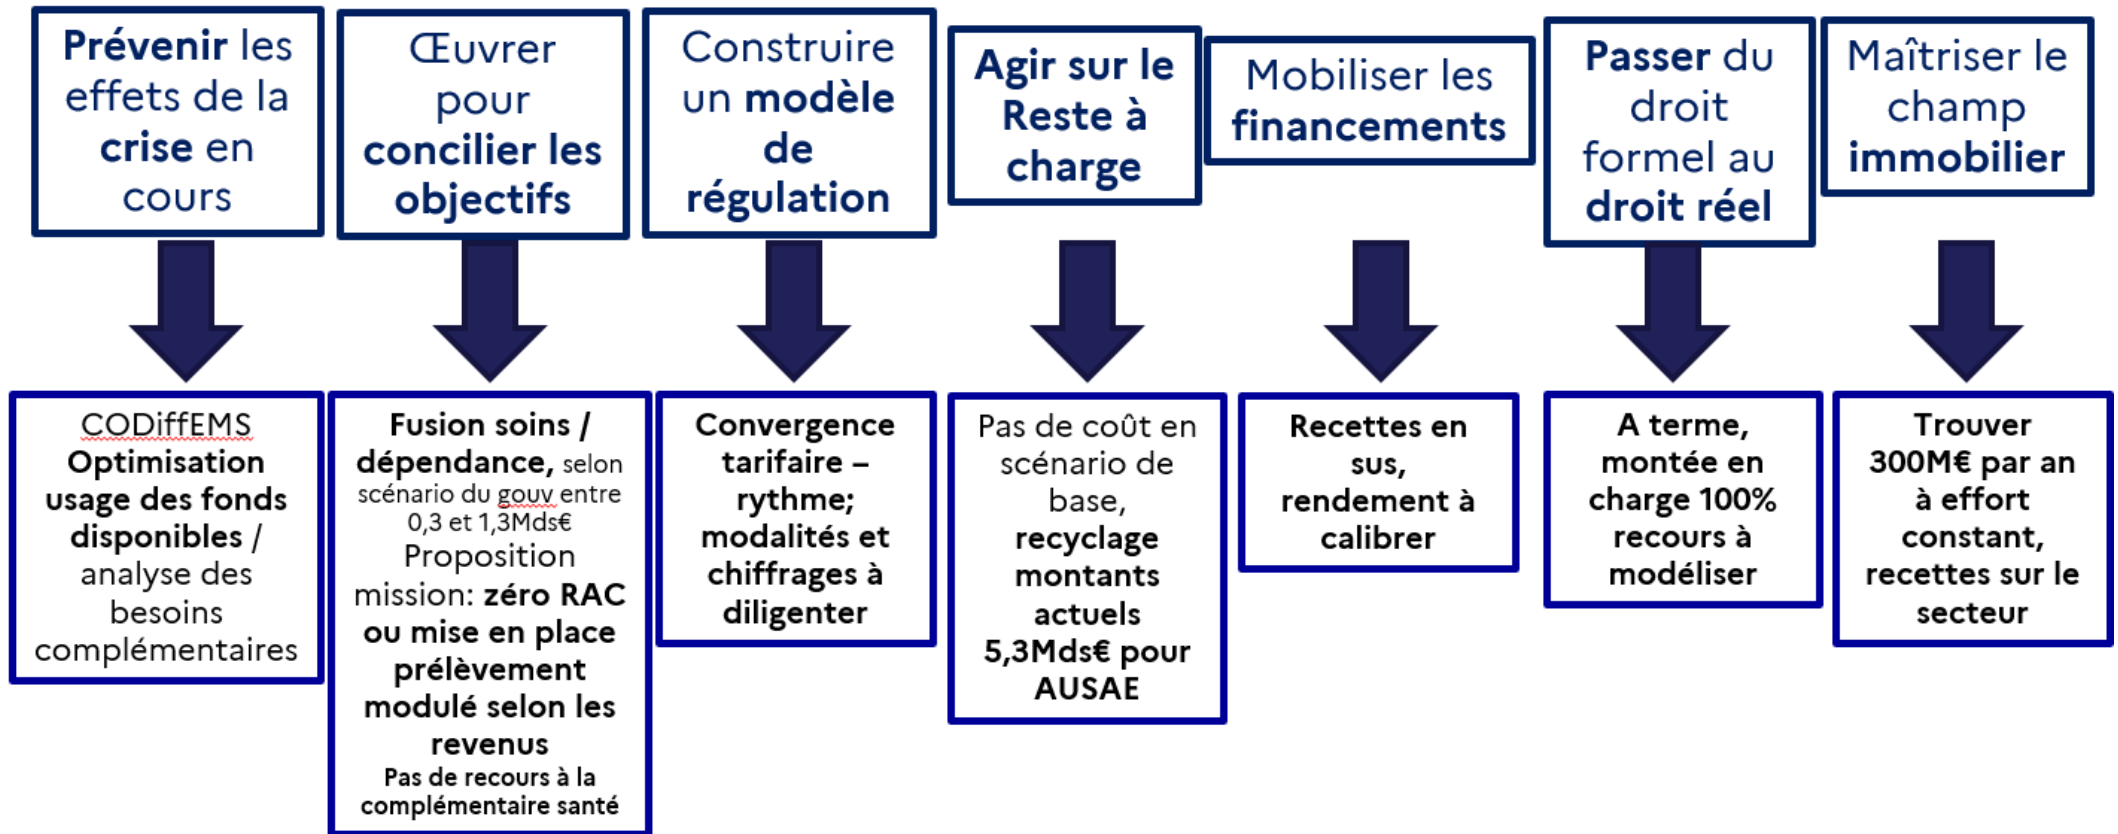 Prévenir les
effets de la
crise en
cours
Œuvrer
pour
concilier les
objectifs
Construire
un modèle
de
régulation
Agir sur le
Reste à
charge
Mobiliser les
financements
Passer du
droit
formel au
droit réel
Maîtriser le
champ
immobilier
CODiffEMS
Optimisation
usage des fonds
disponibles /
analyse des
besoins
complémentaires
Fusion soins /
dépendance, selon
scénario du gouv entre
0,3 et 1,3Mds€
Proposition
mission: zéro RAC
ou mise en place
prélèvement
modulé selon les
revenus
Pas de recours à la
complémentaire santé
Convergence
tarifaire –
rythme;
modalités et
chiffrages à
diligenter
Pas de coût en
scénario de
base,
recyclage
montants
actuels
5,3Mds€ pour
AUSAE
Recettes en
sus,
rendement à
calibrer
A terme,
montée en
charge 100%
recours à
modéliser
Trouver
300M€ par an
à effort
constant,
recettes sur le
secteur